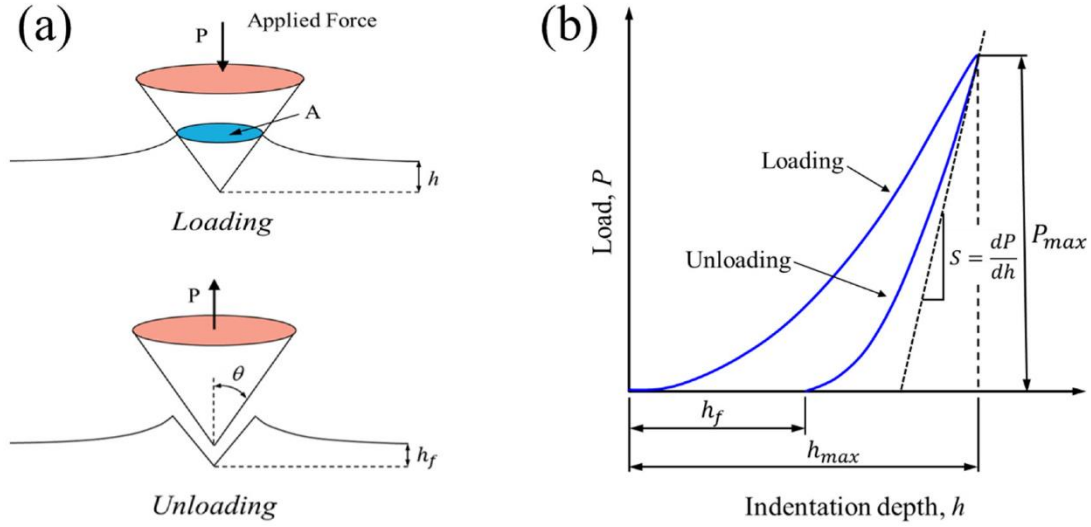 (a)
Applied Force
P
A
h
Loading
P
θ
h_f
Unloading
(b)
Load, P
Loading
Unloading
S = dP/dh
P_max
h_f
h_max
Indentation depth, h